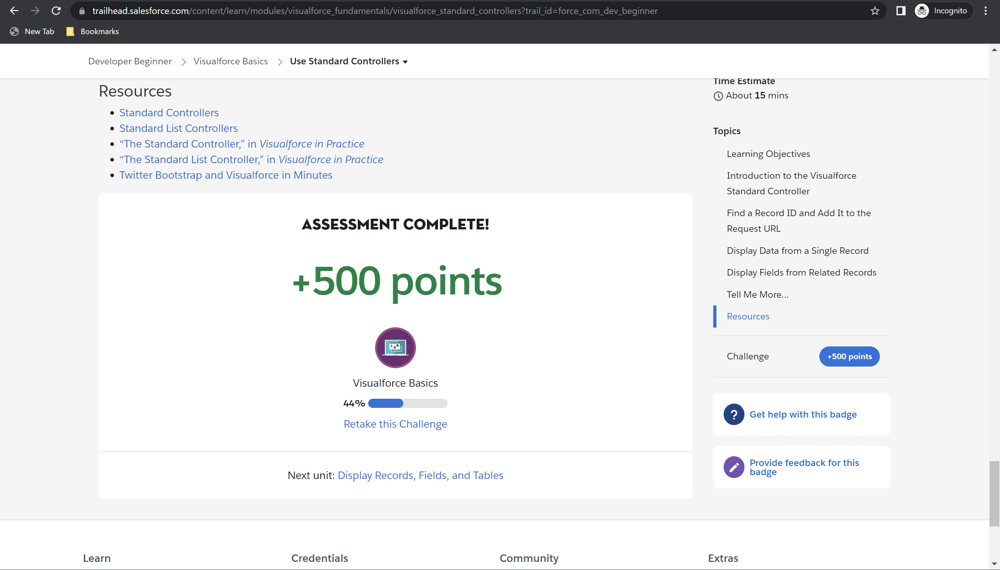 trailhead.salesforce.com/content/learn/modules/visualforce_fundamentals/visualforce_standard_controllers?trail_id=force_com_dev_beginner
Incognito
New Tab
Bookmarks
Developer Beginner
Visualforce Basics
Use Standard Controllers
Resources
Standard Controllers
Standard List Controllers
“The Standard Controller,” in Visualforce in Practice
“The Standard List Controller,” in Visualforce in Practice
Twitter Bootstrap and Visualforce in Minutes
ASSESSMENT COMPLETE!
+500 points
Visualforce Basics
44%
Retake this Challenge
Next unit: Display Records, Fields, and Tables
Time Estimate
About 15 mins
Topics
Learning Objectives
Introduction to the Visualforce
Standard Controller
Find a Record ID and Add It to the
Request URL
Display Data from a Single Record
Display Fields from Related Records
Tell Me More...
Resources
Challenge
+500 points
?
Get help with this badge
Provide feedback for this
badge
Learn
Credentials
Community
Extras